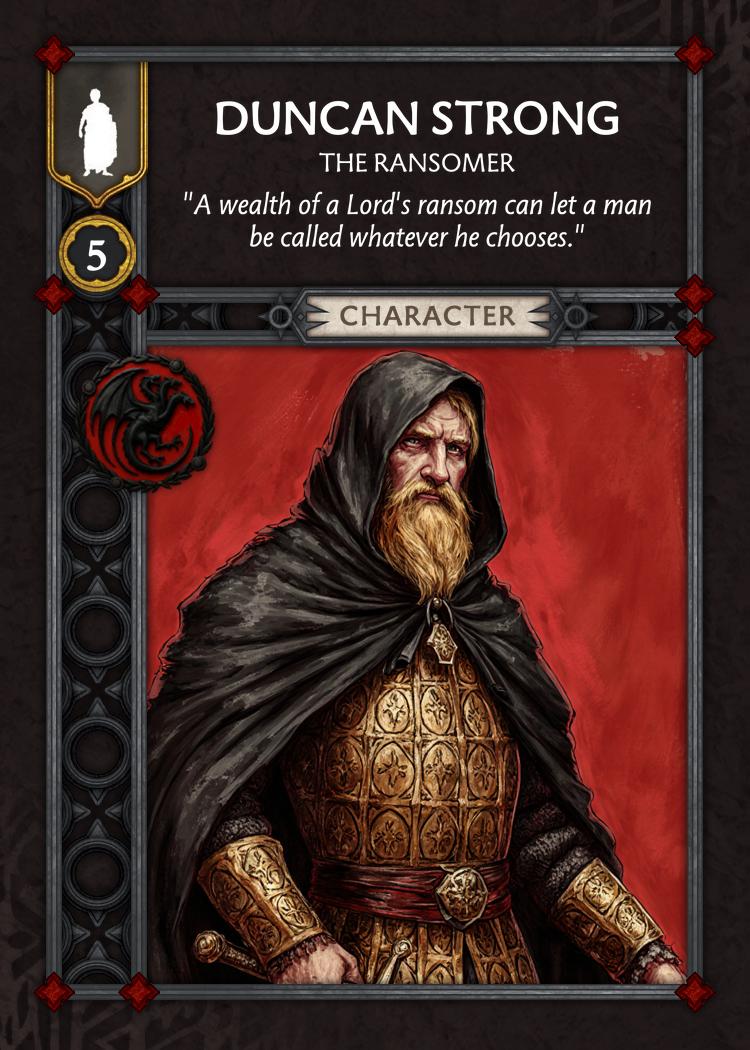 DUNCAN STRONG
THE RANSOMER
"A wealth of a Lord's ransom can let a man
be called whatever he chooses."
5
CHARACTER